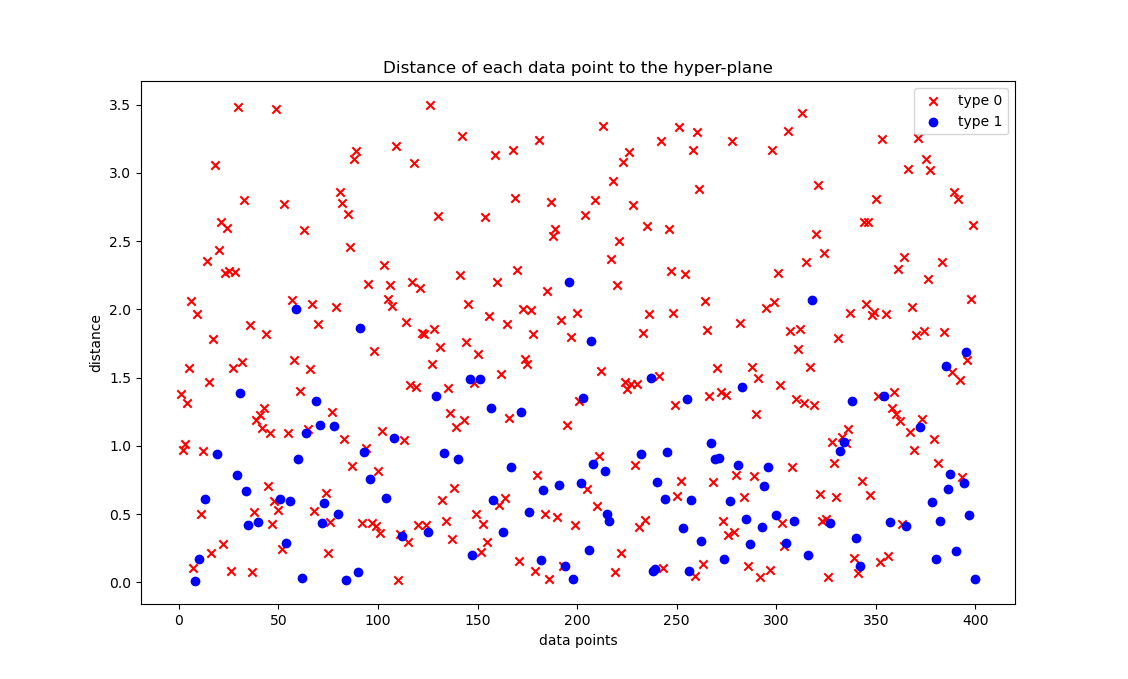 Distance of each data point to the hyper-plane
type 0
type 1
3.5
3.0
2.5
2.0
1.5
1.0
0.5
0.0
distance
0 50 100 150 200 250 300 350 400
data points